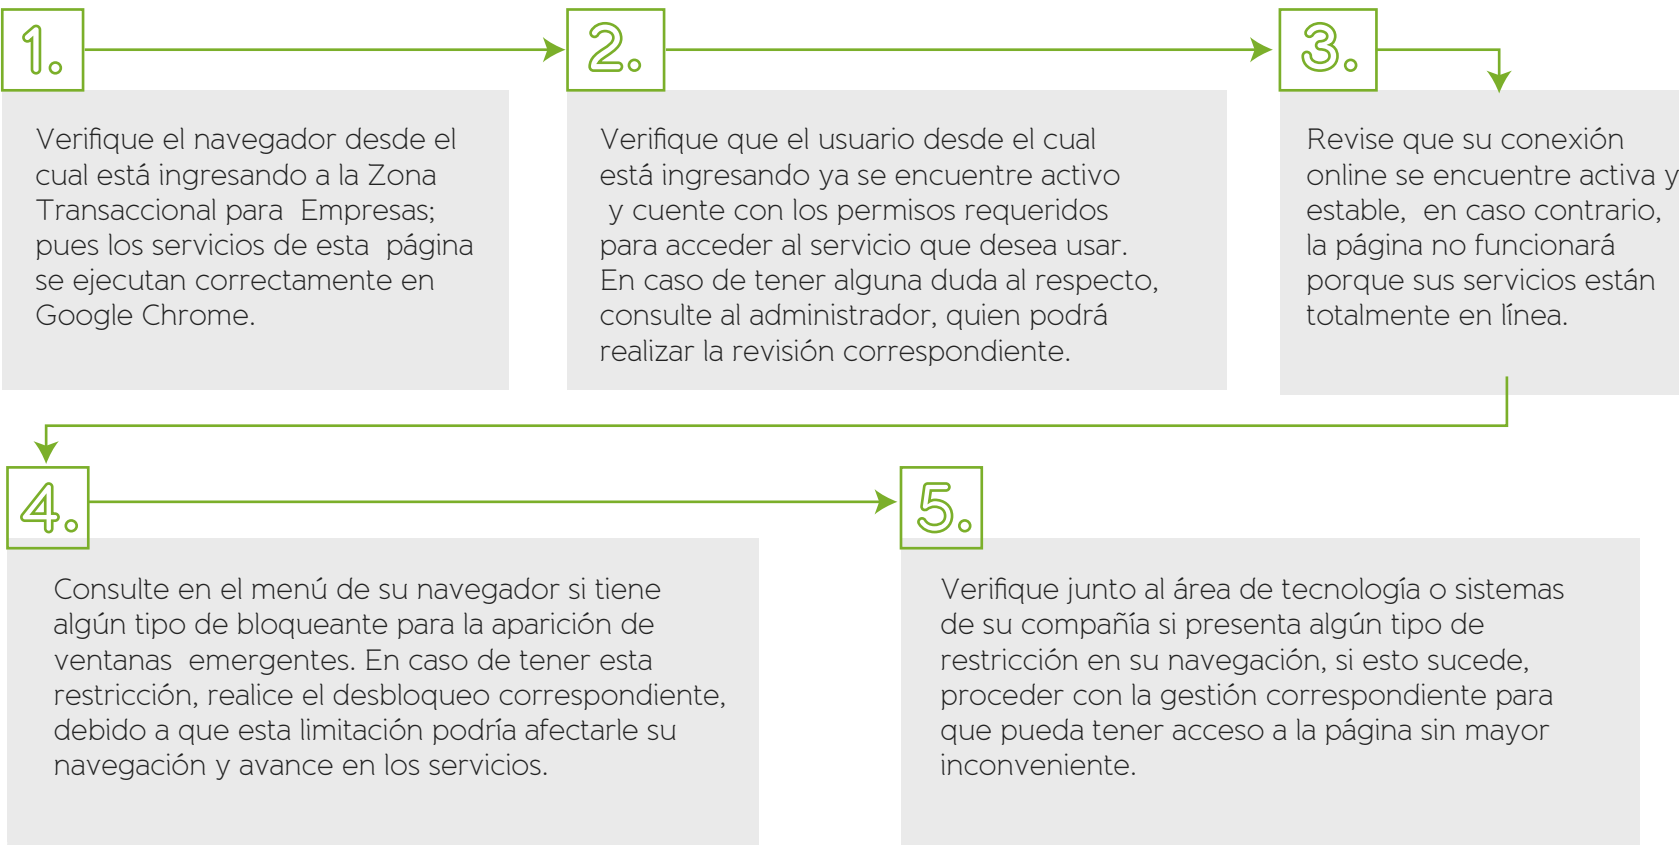 1.
Verifique el navegador desde el
cual está ingresando a la Zona
Transaccional para Empresas;
pues los servicios de esta página
se ejecutan correctamente en
Google Chrome.
2.
Verifique que el usuario desde el cual
está ingresando ya se encuentre activo
y cuente con los permisos requeridos
para acceder al servicio que desea usar.
En caso de tener alguna duda al respecto,
consulte al administrador, quien podrá
realizar la revisión correspondiente.
3.
Revise que su conexión
online se encuentre activa y
estable, en caso contrario,
la página no funcionará
porque sus servicios están
totalmente en línea.
4.
Consulte en el menú de su navegador si tiene
algún tipo de bloqueante para la aparición de
ventanas emergentes. En caso de tener esta
restricción, realice el desbloqueo correspondiente,
debido a que esta limitación podría afectarle su
navegación y avance en los servicios.
5.
Verifique junto al área de tecnología o sistemas
de su compañía si presenta algún tipo de
restricción en su navegación, si esto sucede,
proceder con la gestión correspondiente para
que pueda tener acceso a la página sin mayor
inconveniente.